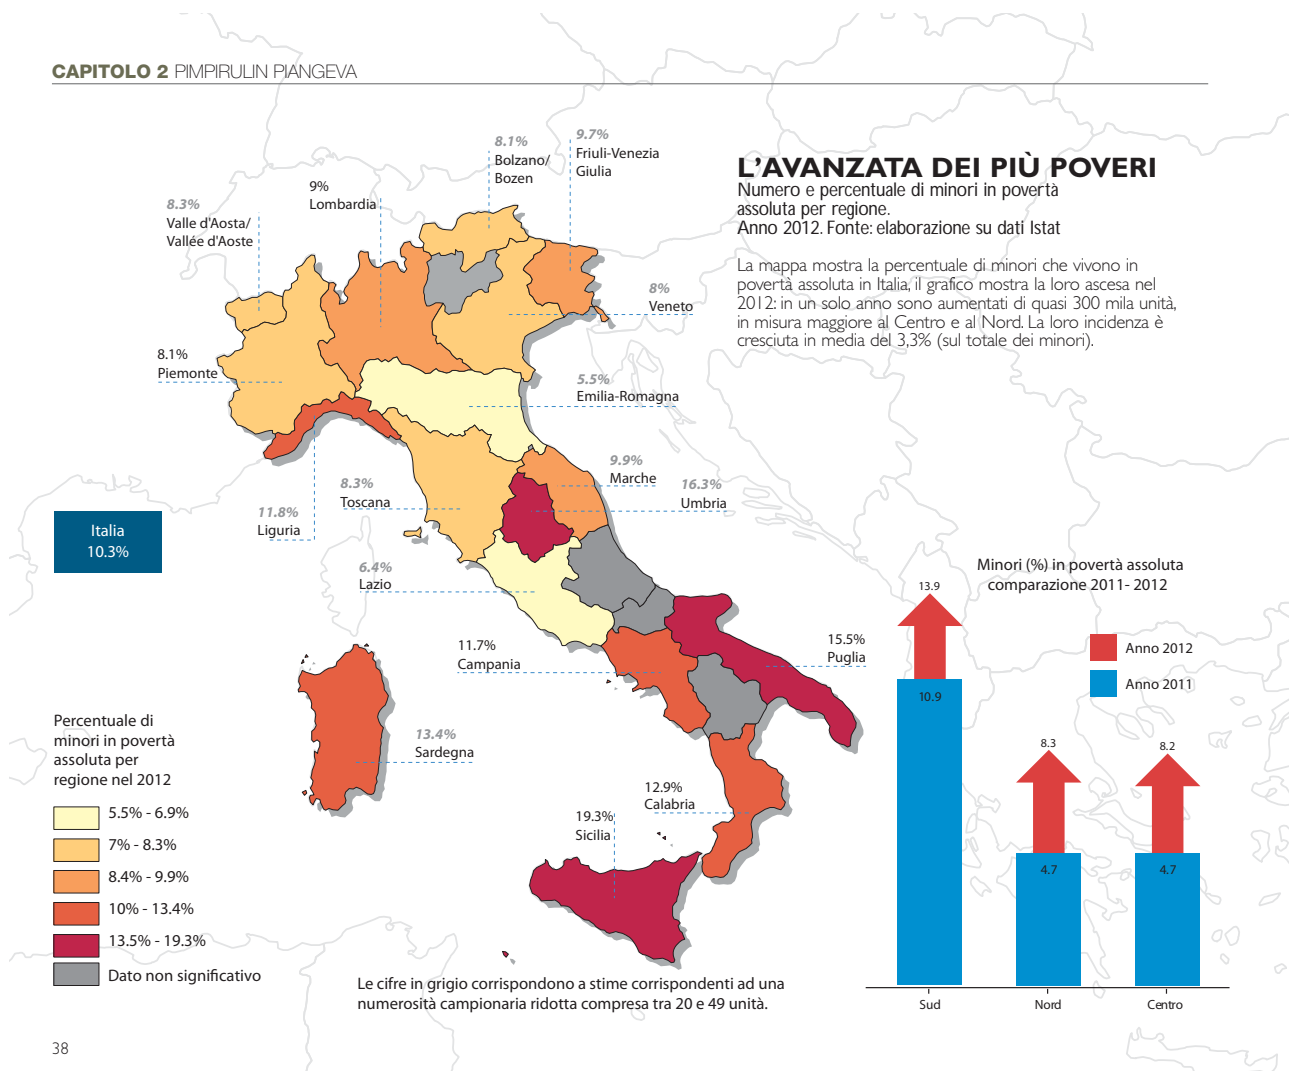 CAPITOLO 2 PIMPIRULIN PIANGEVA
L'AVANZATA DEI PIÙ POVERI
Numero e percentuale di minori in povertà
assoluta per regione.
Anno 2012. Fonte: elaborazione su dati Istat
La mappa mostra la percentuale di minori che vivono in
povertà assoluta in Italia, il grafico mostra la loro ascesa nel
2012: in un solo anno sono aumentati di quasi 300 mila unità,
in misura maggiore al Centro e al Nord. La loro incidenza è
cresciuta in media del 3,3% (sul totale dei minori).
8.1%
Bolzano/
Bozen
9.7%
Friuli-Venezia
Giulia
9%
Lombardia
8.3%
Valle d'Aosta/
Vallée d'Aoste
8%
Veneto
8.1%
Piemonte
5.5%
Emilia-Romagna
9.9%
Marche
16.3%
Umbria
8.3%
Toscana
11.8%
Liguria
Italia
10.3%
6.4%
Lazio
11.7%
Campania
15.5%
Puglia
13.4%
Sardegna
12.9%
Calabria
19.3%
Sicilia
Percentuale di
minori in povertà
assoluta per
regione nel 2012
5.5% - 6.9%
7% - 8.3%
8.4% - 9.9%
10% - 13.4%
13.5% - 19.3%
Dato non significativo
Le cifre in grigio corrispondono a stime corrispondenti ad una
numerosità campionaria ridotta compresa tra 20 e 49 unità.
Minori (%) in povertà assoluta
comparazione 2011- 2012
Anno 2012
Anno 2011
13.9
10.9
8.3
4.7
8.2
4.7
Sud
Nord
Centro
38